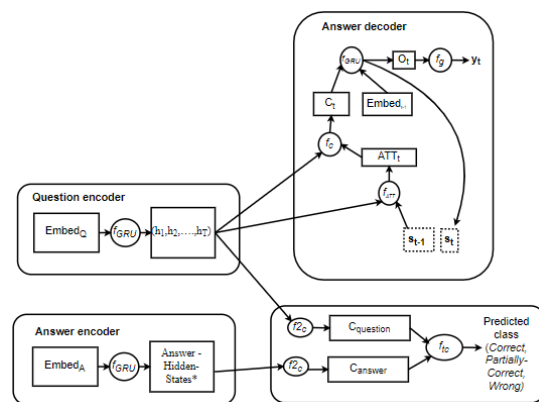 Answer decoder
f_GRU
O_t
f_g
y_t
C_t
Embed_t-1
f_c
ATT_t
f_ATT
s_t-1
s_t
Question encoder
Embed_Q
f_GRU
(h_1,h_2,....,h_T)
Answer encoder
Embed_A
f_GRU
Answer -
Hidden-
States*
f2_c
C_question
f2_c
C_answer
f_fc
Predicted
class
(Correct,
Partially-
Correct,
Wrong)